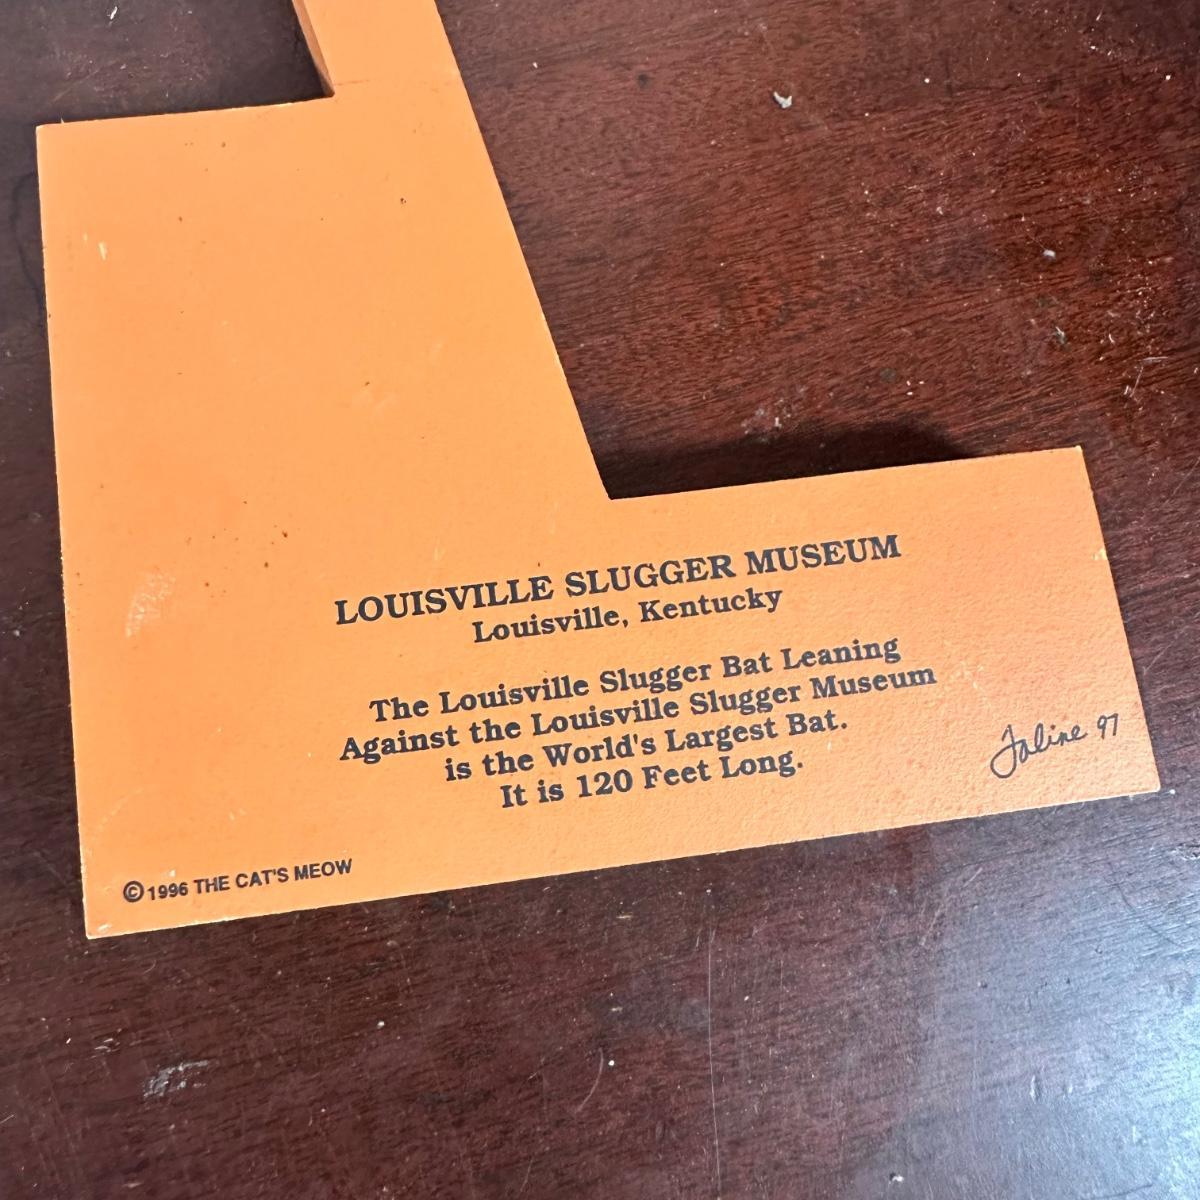 LOUISVILLE SLUGGER MUSEUM
Louisville, Kentucky
The Louisville Slugger Bat Leaning
Against the Louisville Slugger Museum
is the World's Largest Bat.
It is 120 Feet Long.
Faline 97
© 1996 THE CAT'S MEOW